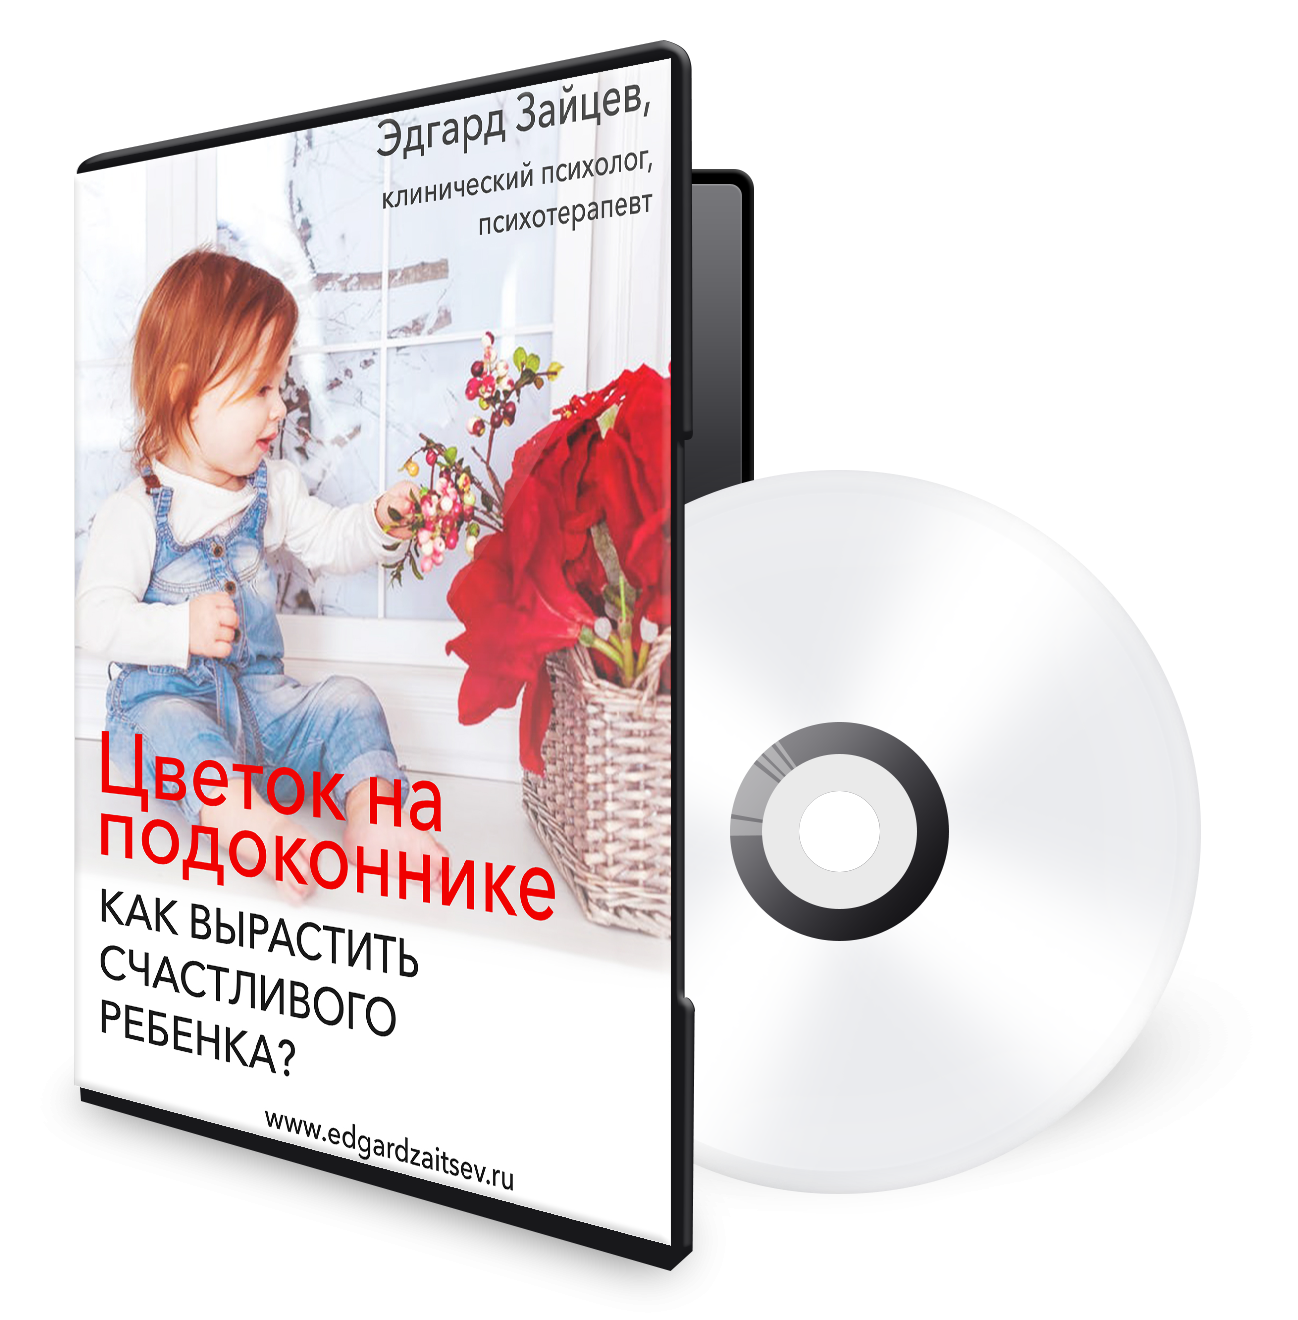 Эдгард Зайцев,
клинический психолог,
психотерапевт
Цветок на
подоконнике
КАК ВЫРАСТИТЬ
СЧАСТЛИВОГО
РЕБЕНКА?
www.edgardzaitsev.ru